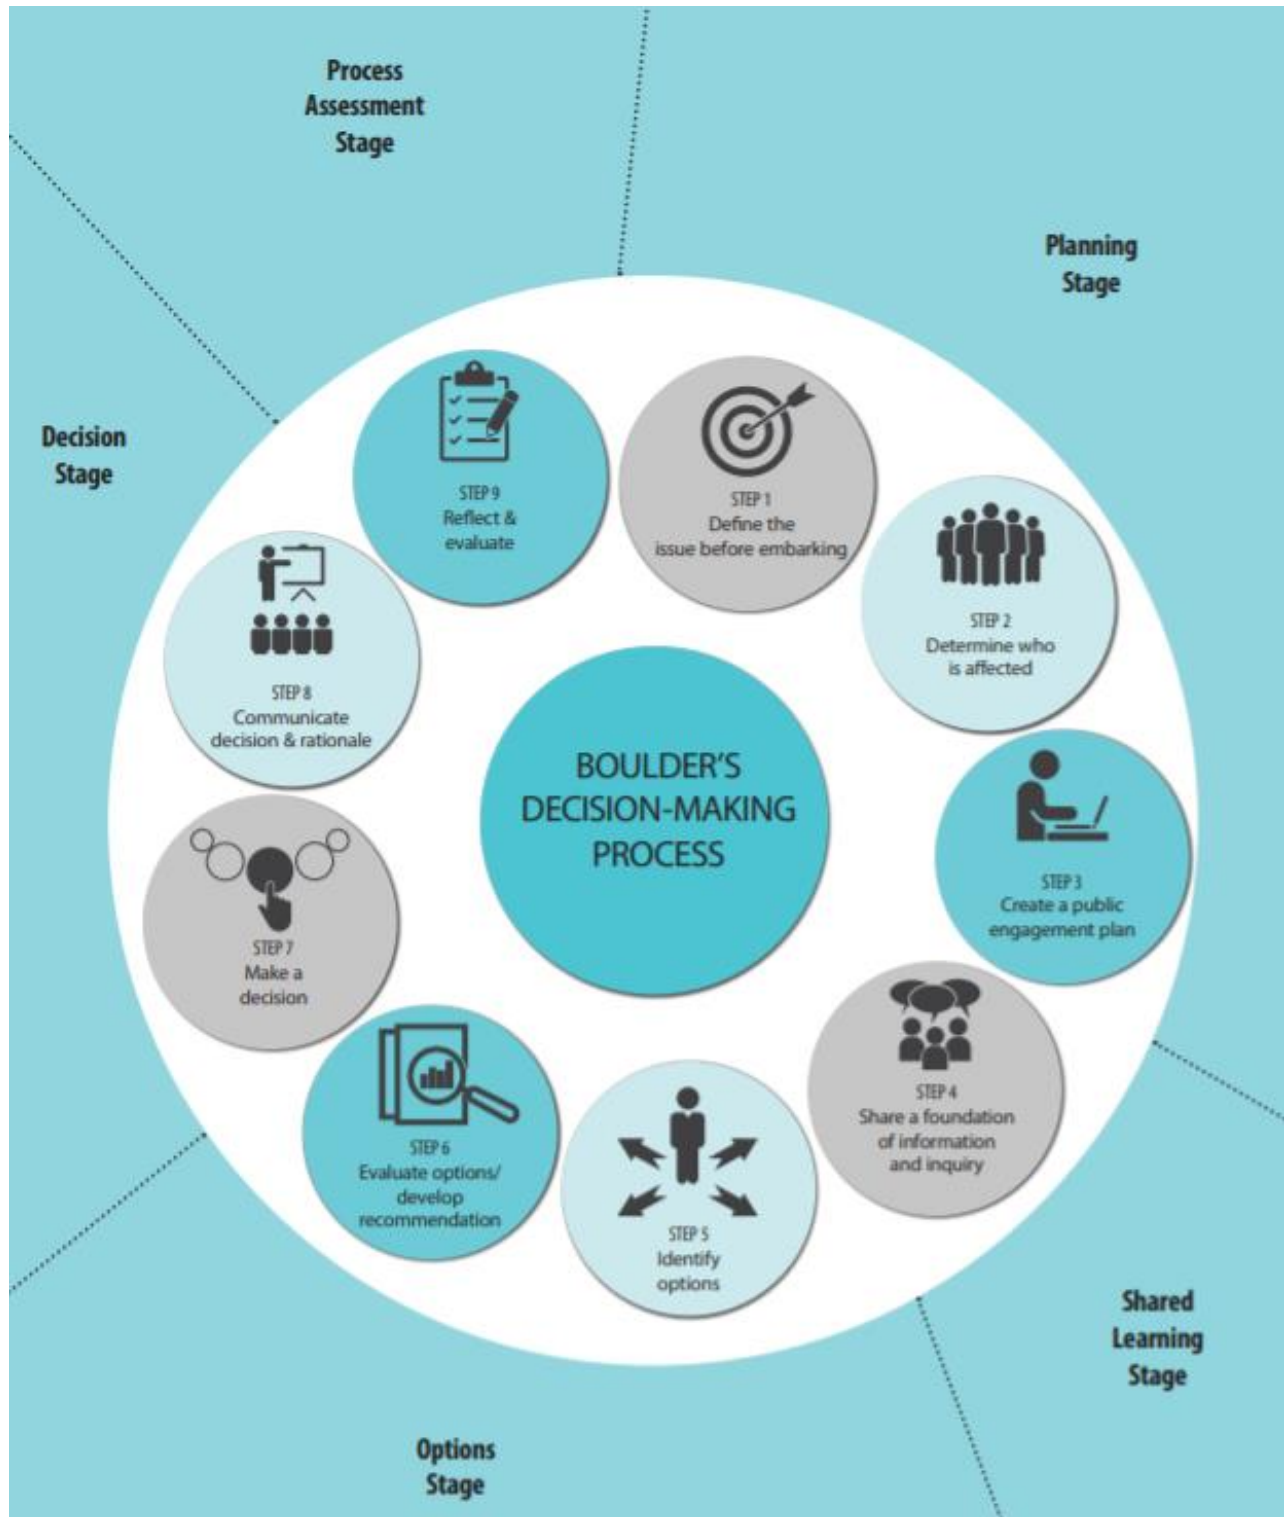 Process
Assessment
Stage
Planning
Stage
Decision
Stage
STEP 9
Reflect &
evaluate
STEP 1
Define the
issue before embarking
STEP 2
Determine who
is affected
STEP 8
Communicate
decision & rationale
BOULDER'S
DECISION-MAKING
PROCESS
STEP 3
Create a public
engagement plan
STEP 7
Make a
decision
STEP 4
Share a foundation
of information
and inquiry
STEP 6
Evaluate options/
develop
recommendation
STEP 5
Identify
options
Shared
Learning
Stage
Options
Stage